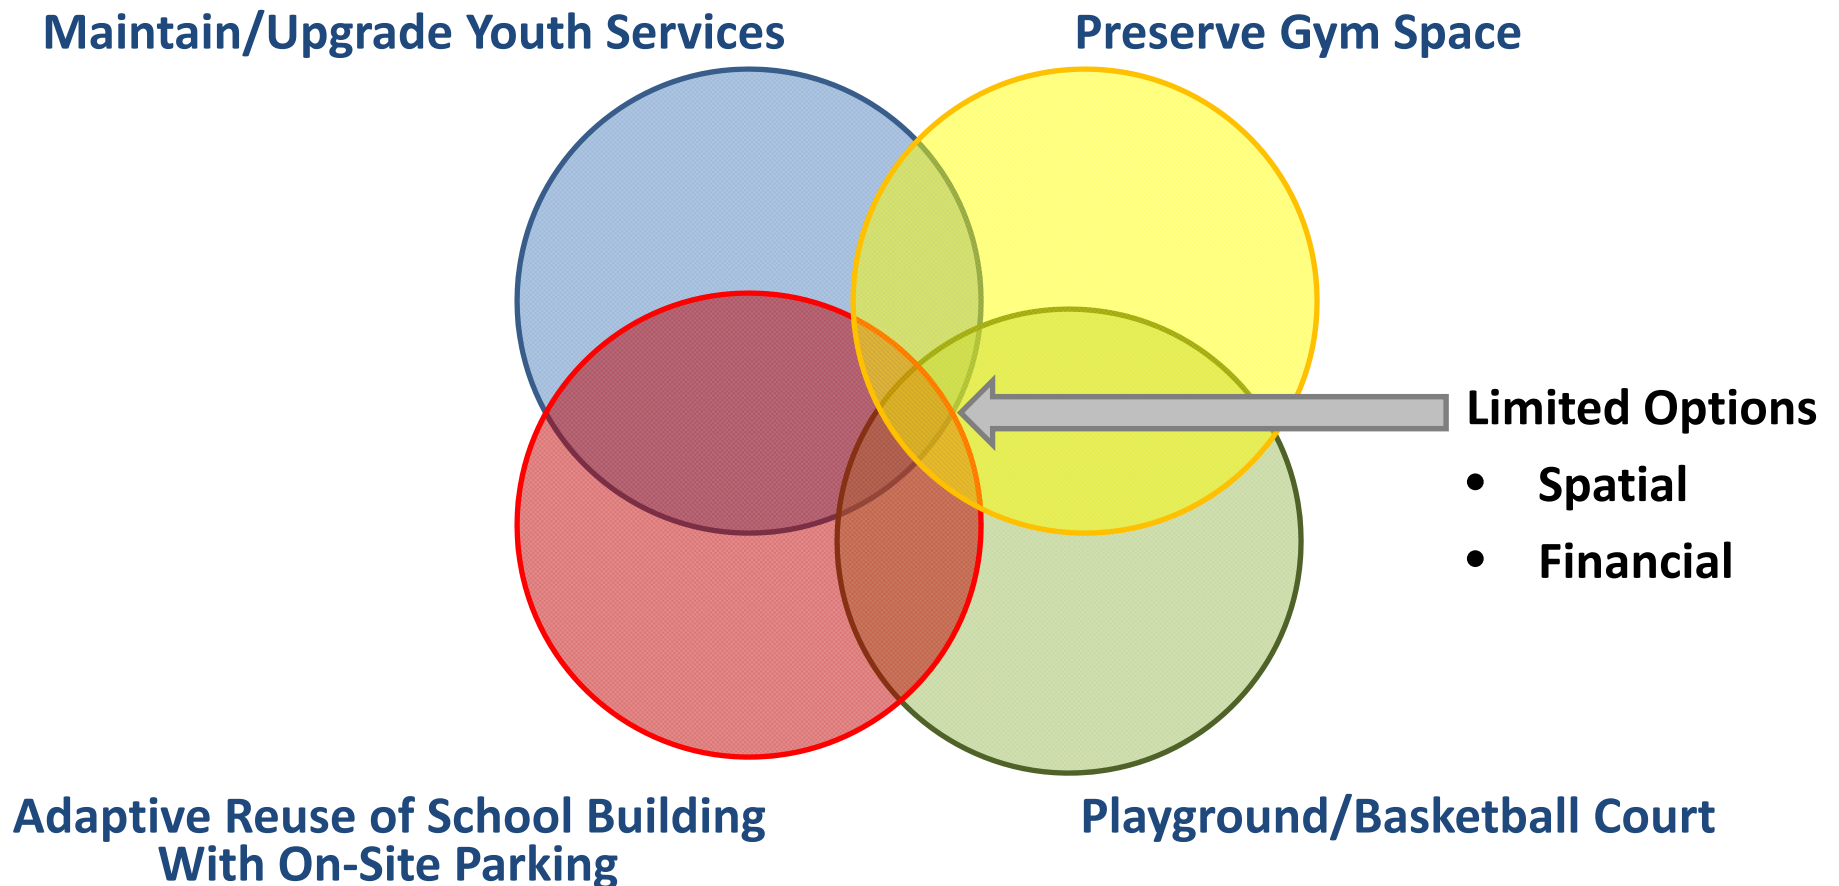 Maintain/Upgrade Youth Services
Preserve Gym Space
Limited Options
• Spatial
• Financial
Adaptive Reuse of School Building
With On-Site Parking
Playground/Basketball Court